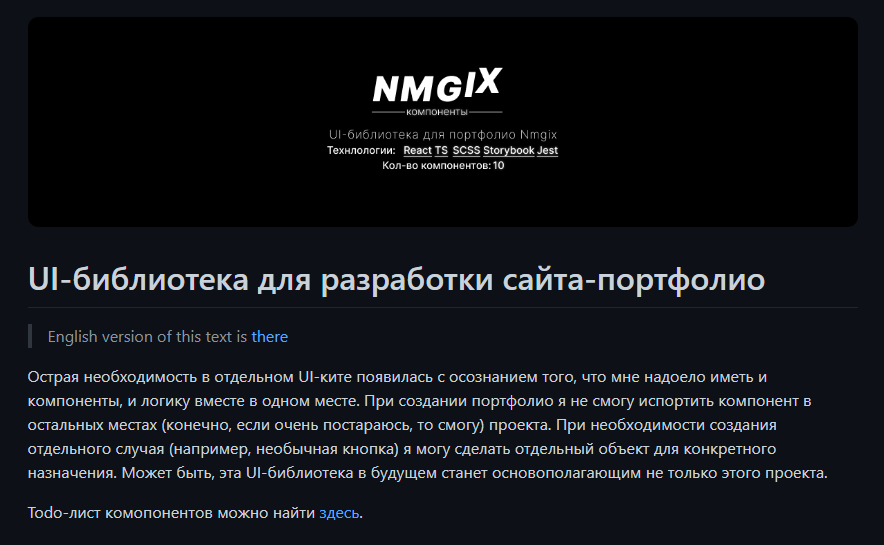 NMGIX
компоненты
UI-библиотека для портфолио Nmgix
Технлологии: React TS SCSS Storybook Jest
Кол-во компонентов: 10
UI-библиотека для разработки сайта-портфолио
English version of this text is there
Острая необходимость в отдельном UI-ките появилась с осознанием того, что мне надоело иметь и
компоненты, и логику вместе в одном месте. При создании портфолио я не смогу испортить компонент в
остальных местах (конечно, если очень постараюсь, то смогу) проекта. При необходимости создания
отдельного случая (например, необычная кнопка) я могу сделать отдельный объект для конкретного
назначения. Может быть, эта UI-библиотека в будущем станет основополагающим не только этого проекта.
Todo-лист комопонентов можно найти здесь.